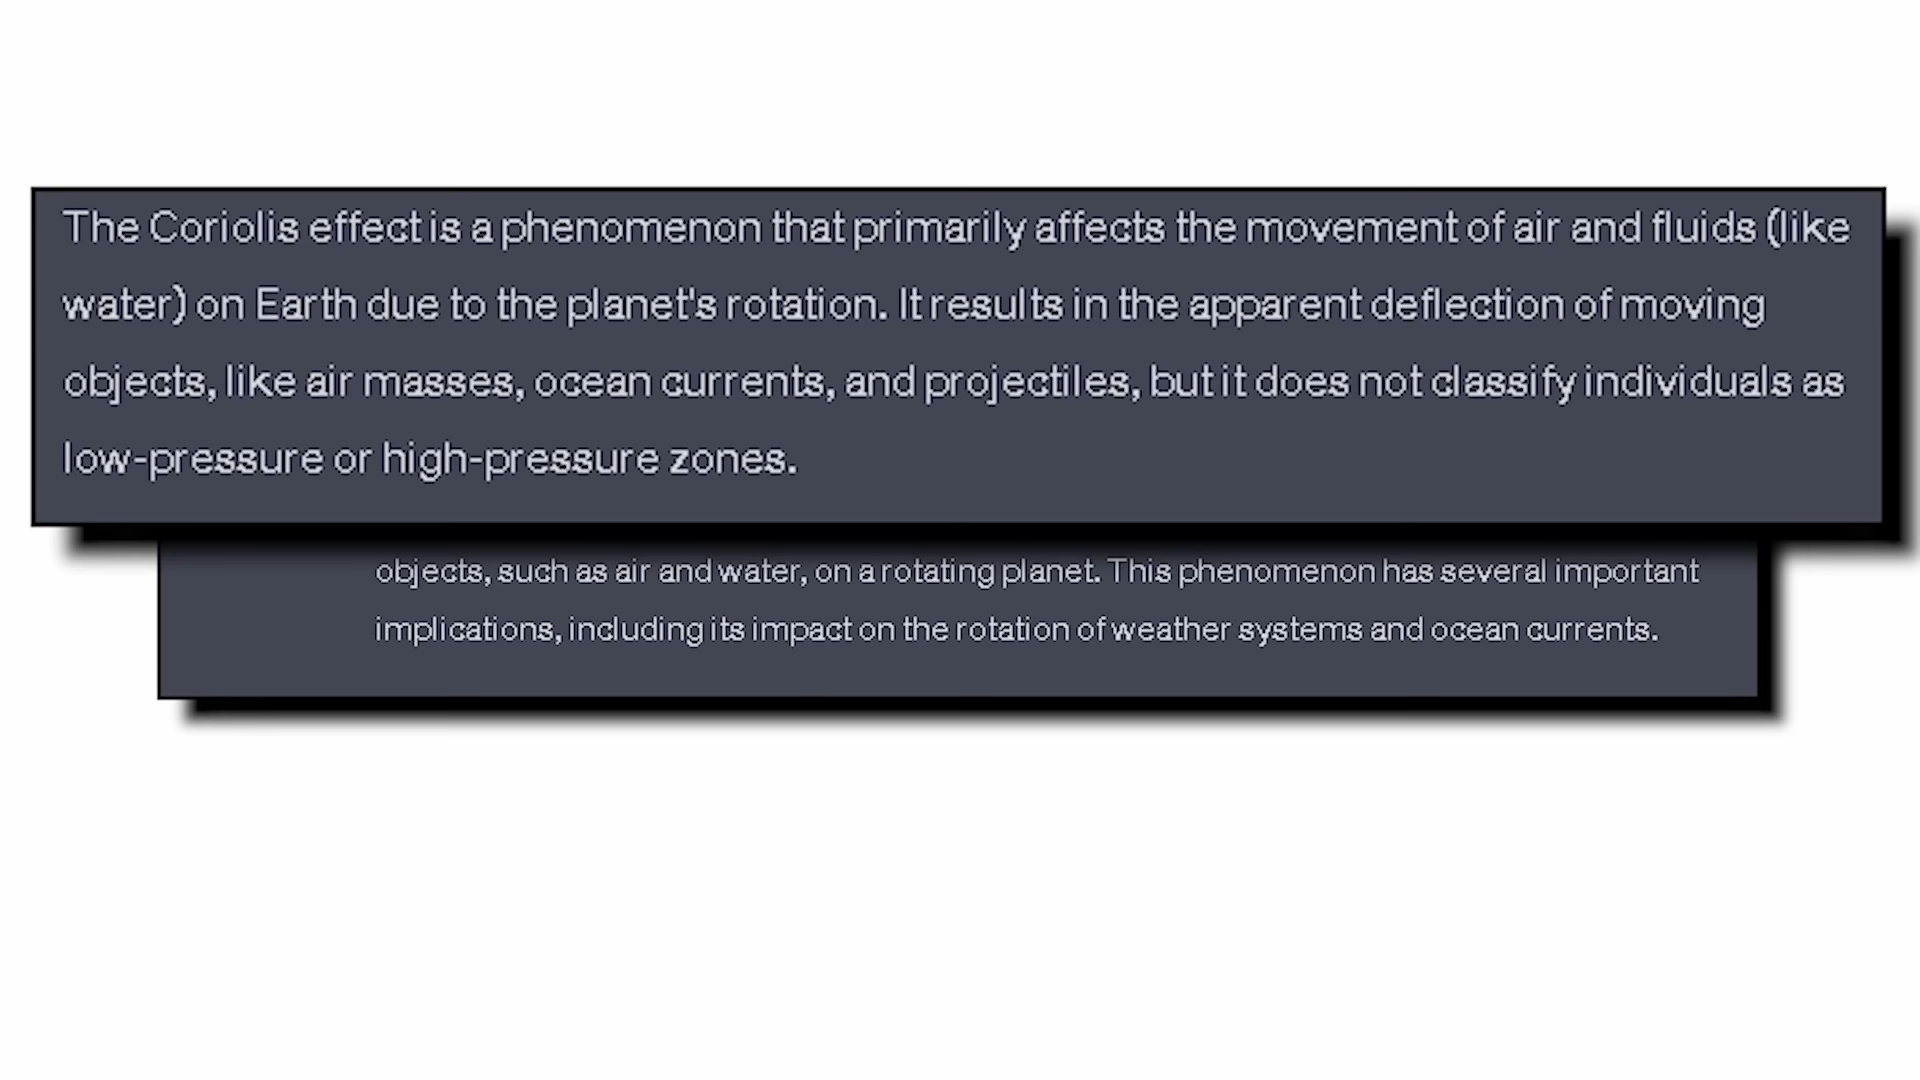 The Coriolis effect is a phenomenon that primarily affects the movement of air and fluids (like
water) on Earth due to the planet's rotation. It results in the apparent deflection of moving
objects, like air masses, ocean currents, and projectiles, but it does not classify individuals as
low-pressure or high-pressure zones.
objects, such as air and water, on a rotating planet. This phenomenon has several important
implications, including its impact on the rotation of weather systems and ocean currents.